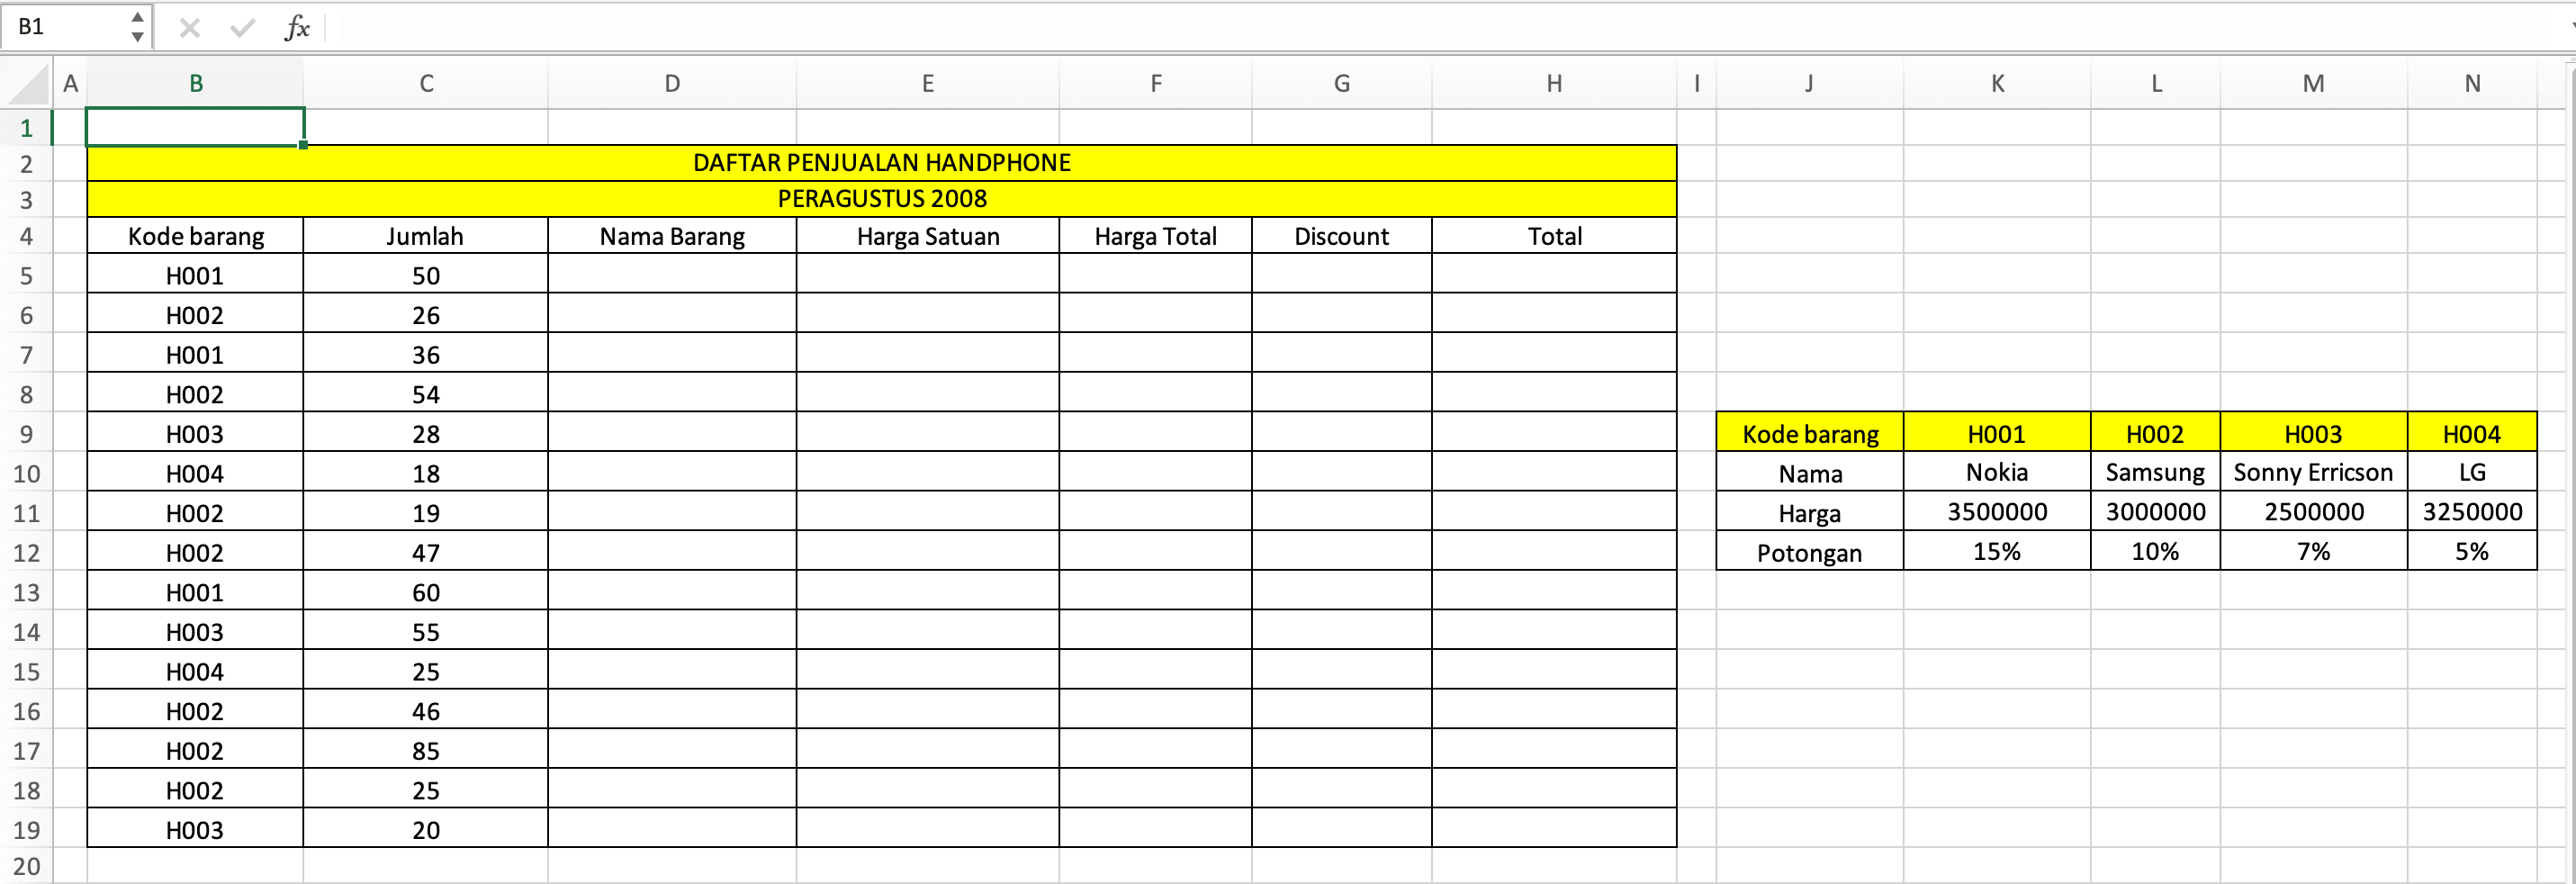 B1 fx
A B C D E F G H I J K L M N
1
2 DAFTAR PENJUALAN HANDPHONE
3 PERAGUSTUS 2008
4 Kode barang Jumlah Nama Barang Harga Satuan Harga Total Discount Total
5 H001 50
6 H002 26
7 H001 36
8 H002 54
9 H003 28 Kode barang H001 H002 H003 H004
10 H004 18 Nama Nokia Samsung Sonny Erricson LG
11 H002 19 Harga 3500000 3000000 2500000 3250000
12 H002 47 Potongan 15% 10% 7% 5%
13 H001 60
14 H003 55
15 H004 25
16 H002 46
17 H002 85
18 H002 25
19 H003 20
20